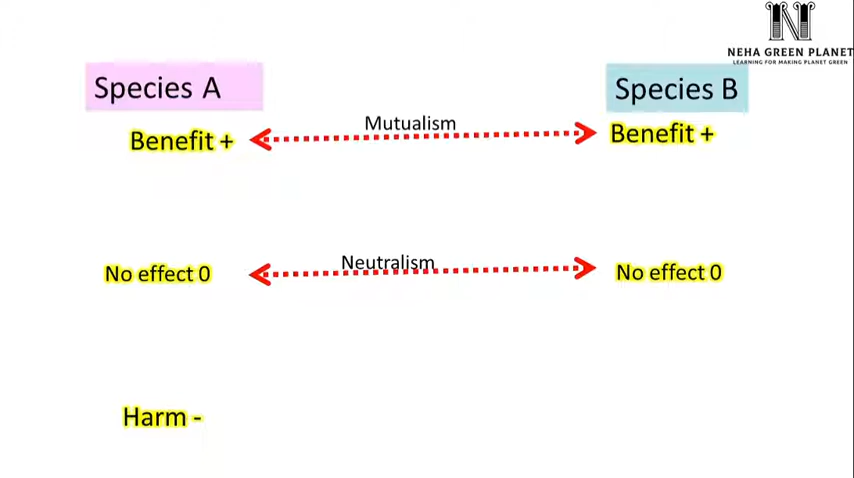 NEHA GREEN PLANET
LEARNING FOR MAKING PLANET GREEN
Species A
Species B
Benefit +
Mutualism
Benefit +
No effect 0
Neutralism
No effect 0
Harm -